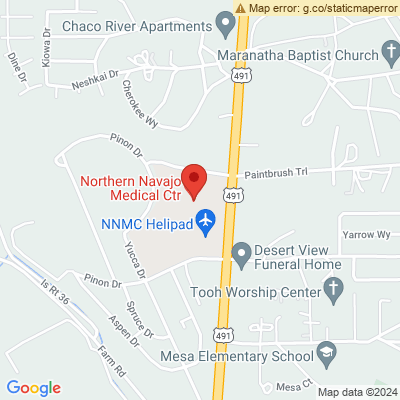 Map error: g.co/staticmaperror
Chaco River Apartments
Kiowa Dr
Dine Dr
Neshkai Dr
Maranatha Baptist Church
491
Cherokee WN
Pinon Dr
Paintbrush Trl
Northern Navajo
Medical Ctr
491
NNMC Helipad
Yarrow Wy
Desert View
Funeral Home
Yucca Dr
Pinon Dr
Tooh Worship Center
Is Rt 36
Spruce Dr
Aspen Dr
491
Farm Rd
Mesa Elementary School
Mesa Ct
Google
Map data ©2024